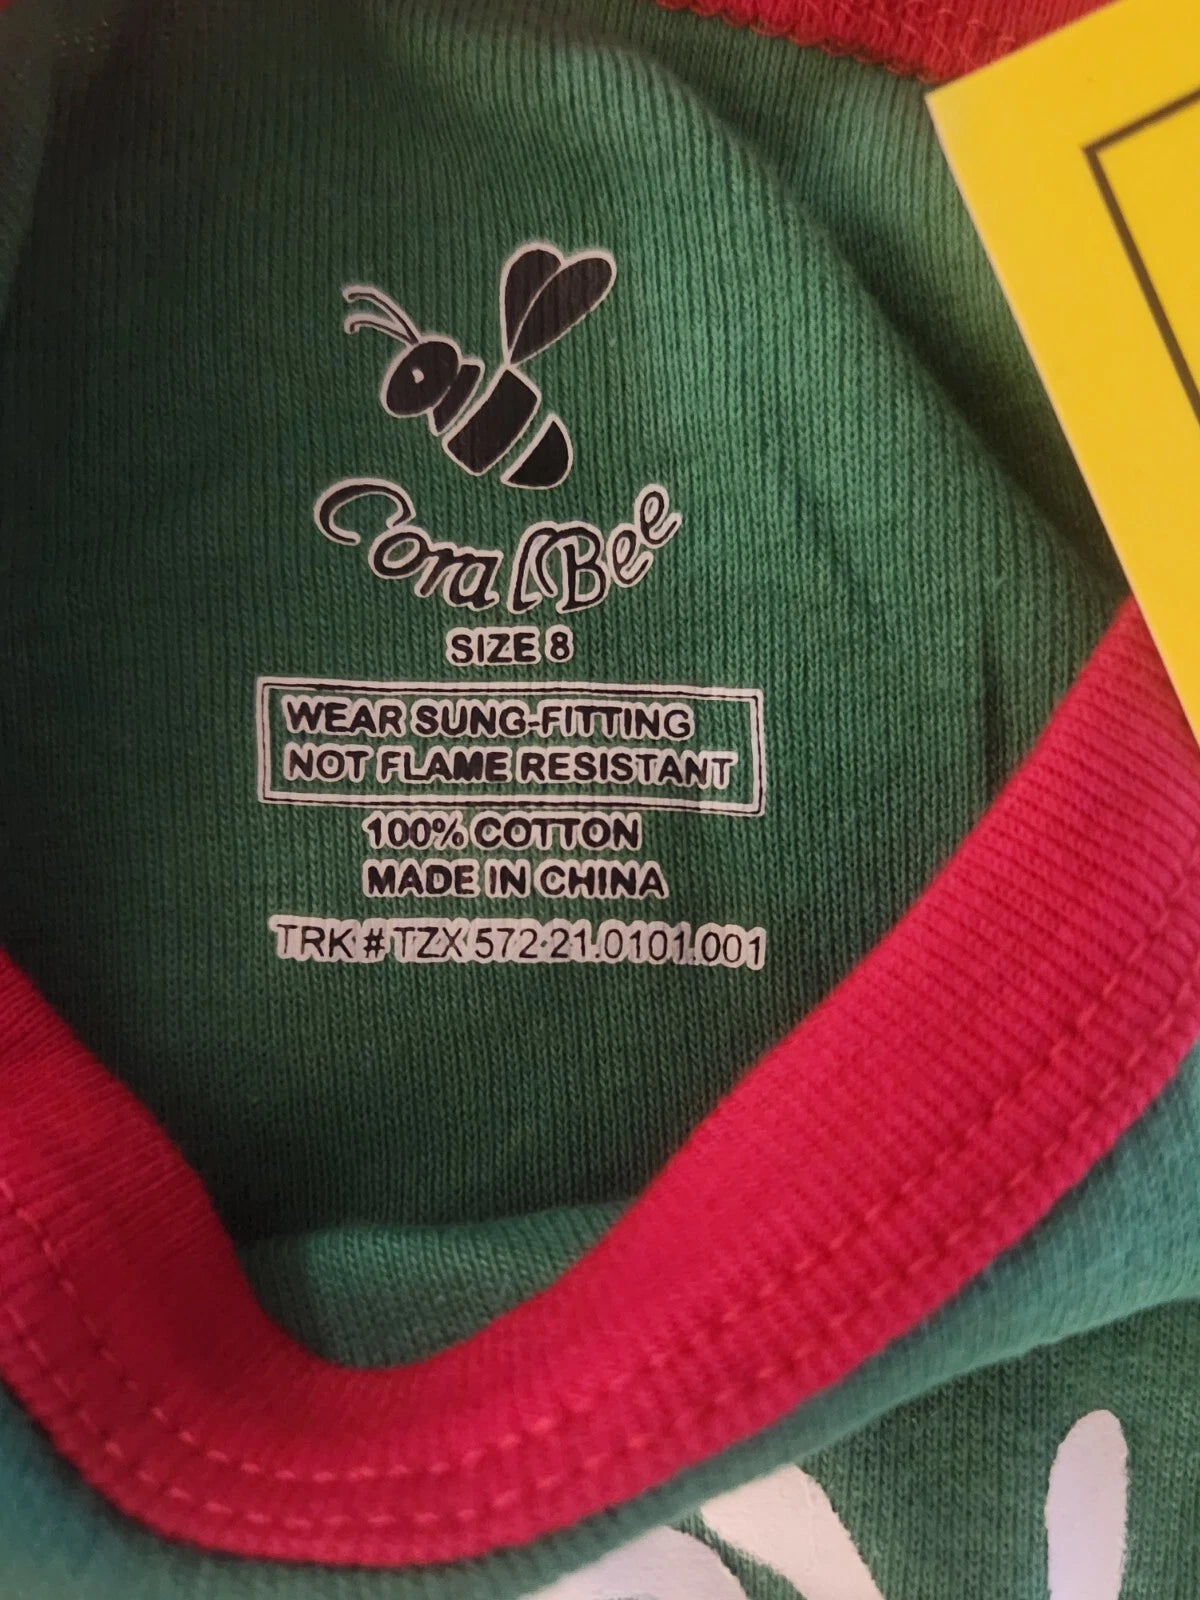 Coral Bee
SIZE 8
WEAR SUNG-FITTING
NOT FLAME RESISTANT
100% COTTON
MADE IN CHINA
TRK # TZX 572-21.0101.001